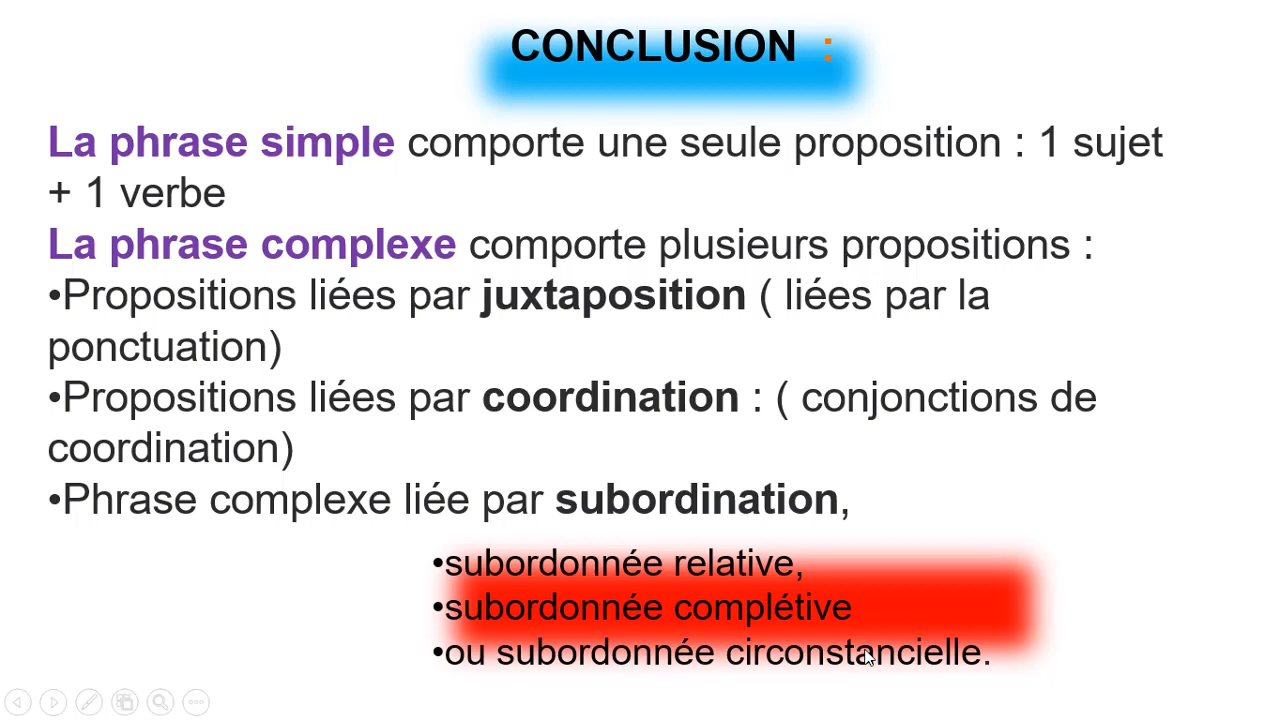 CONCLUSION :
La phrase simple comporte une seule proposition : 1 sujet
+ 1 verbe
La phrase complexe comporte plusieurs propositions :
•Propositions liées par juxtaposition ( liées par la
ponctuation)
•Propositions liées par coordination : ( conjonctions de
coordination)
•Phrase complexe liée par subordination,
•subordonnée relative,
•subordonnée complétive
•ou subordonnée circonstancielle.